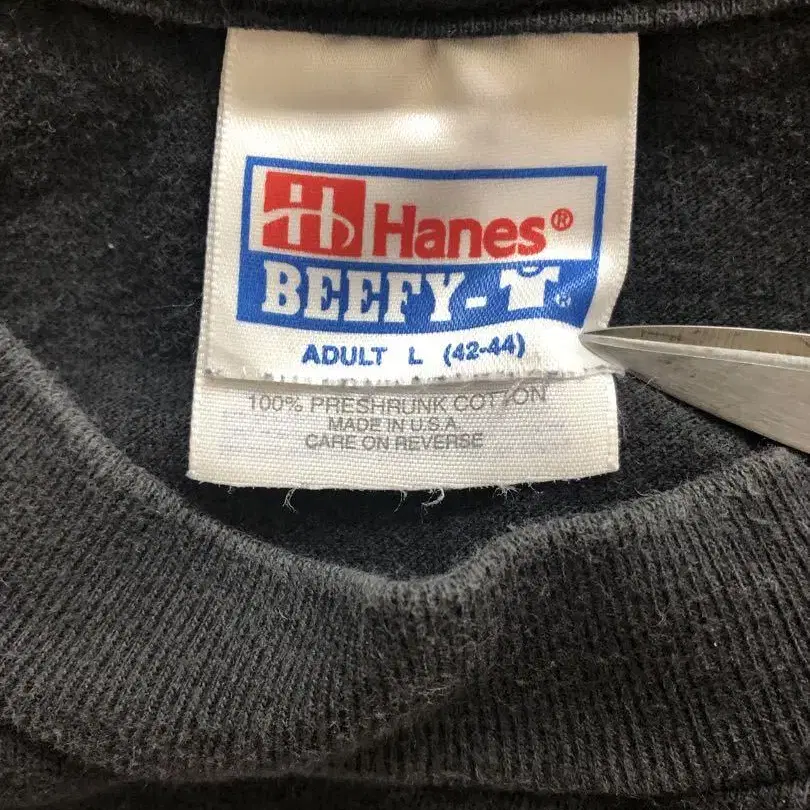 Hanes®
BEEFY-T®
ADULT L (42-44)
100% PRESHRUNK COTTON
MADE IN U.S.A.
CARE ON REVERSE